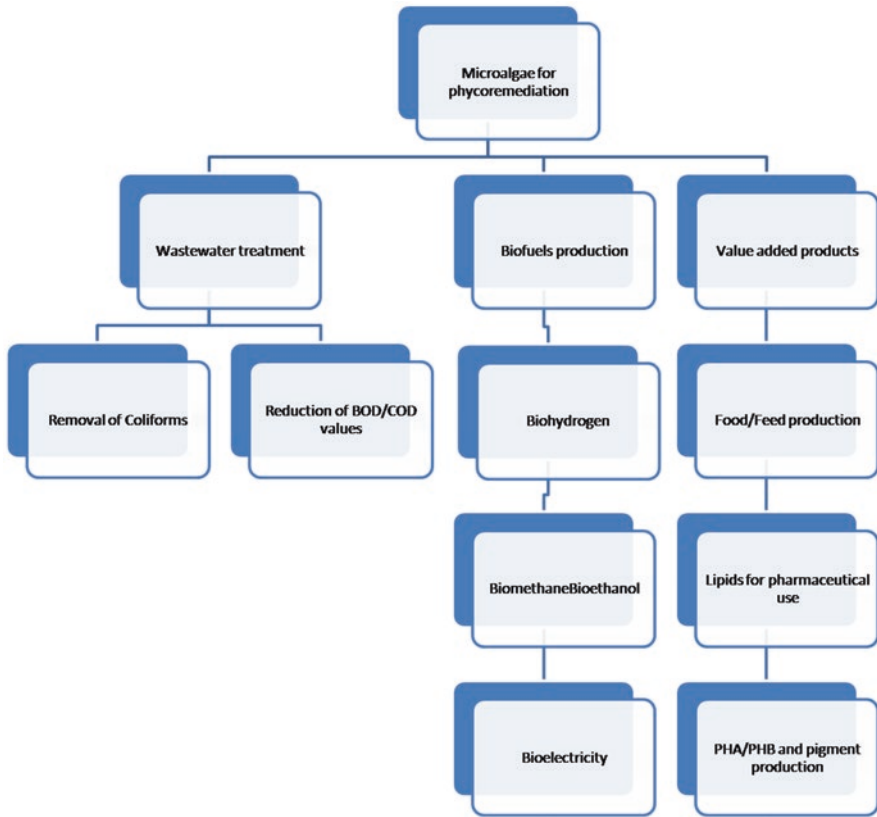 Microalgae for
phycoremediation
Wastewater treatment
Biofuels production
Value added products
Removal of Coliforms
Reduction of BOD/COD
values
Biohydrogen
Food/Feed production
BiomethaneBioethanol
Lipids for pharmaceutical
use
Bioelectricity
PHA/PHB and pigment
production